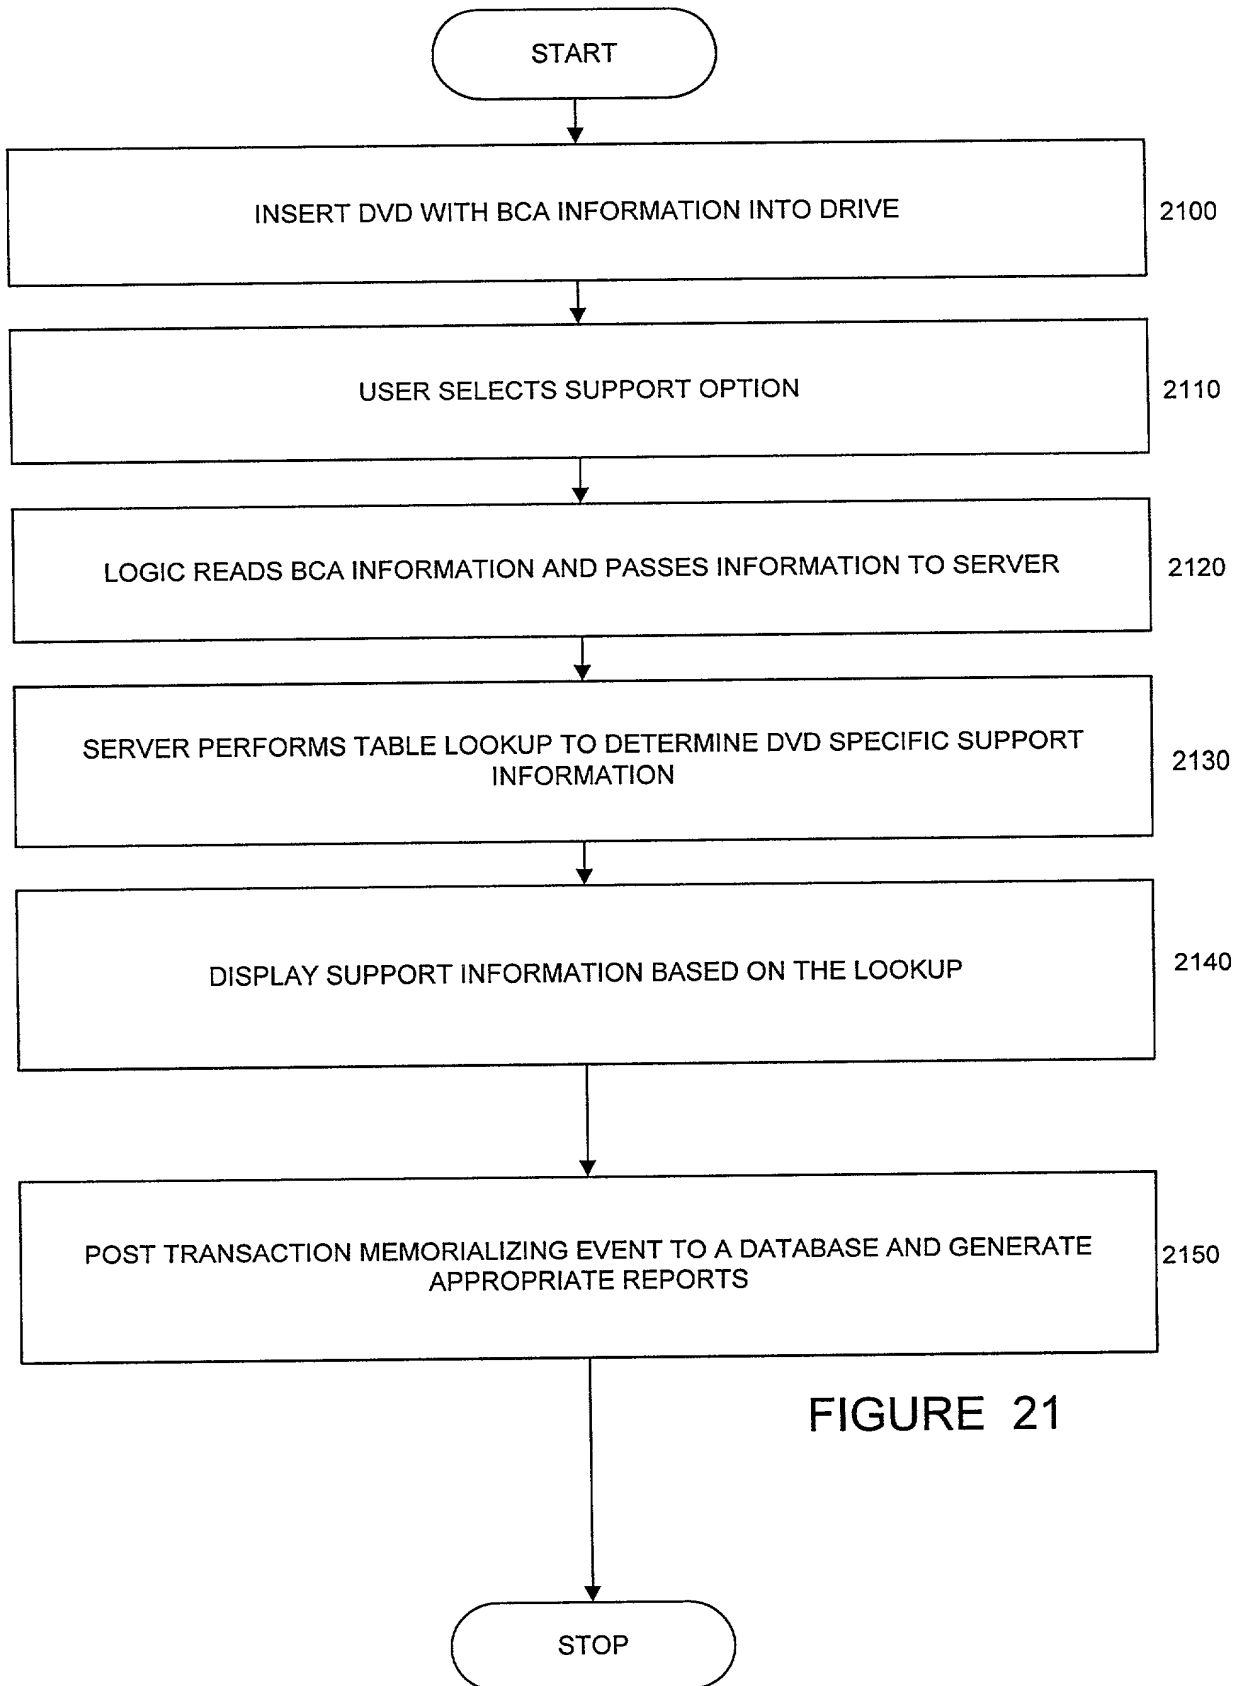 START
INSERT DVD WITH BCA INFORMATION INTO DRIVE
2100
USER SELECTS SUPPORT OPTION
2110
LOGIC READS BCA INFORMATION AND PASSES INFORMATION TO SERVER
2120
SERVER PERFORMS TABLE LOOKUP TO DETERMINE DVD SPECIFIC SUPPORT
INFORMATION
2130
DISPLAY SUPPORT INFORMATION BASED ON THE LOOKUP
2140
POST TRANSACTION MEMORIALIZING EVENT TO A DATABASE AND GENERATE
APPROPRIATE REPORTS
2150
FIGURE 21
STOP